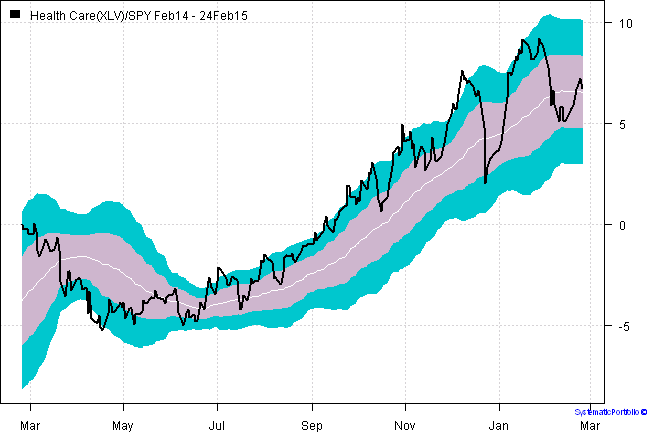 Health Care(XLV)/SPY Feb14 - 24Feb15
10
5
0
-5
Mar May Jul Sep Nov Jan Mar
SystematicPortfolio ©